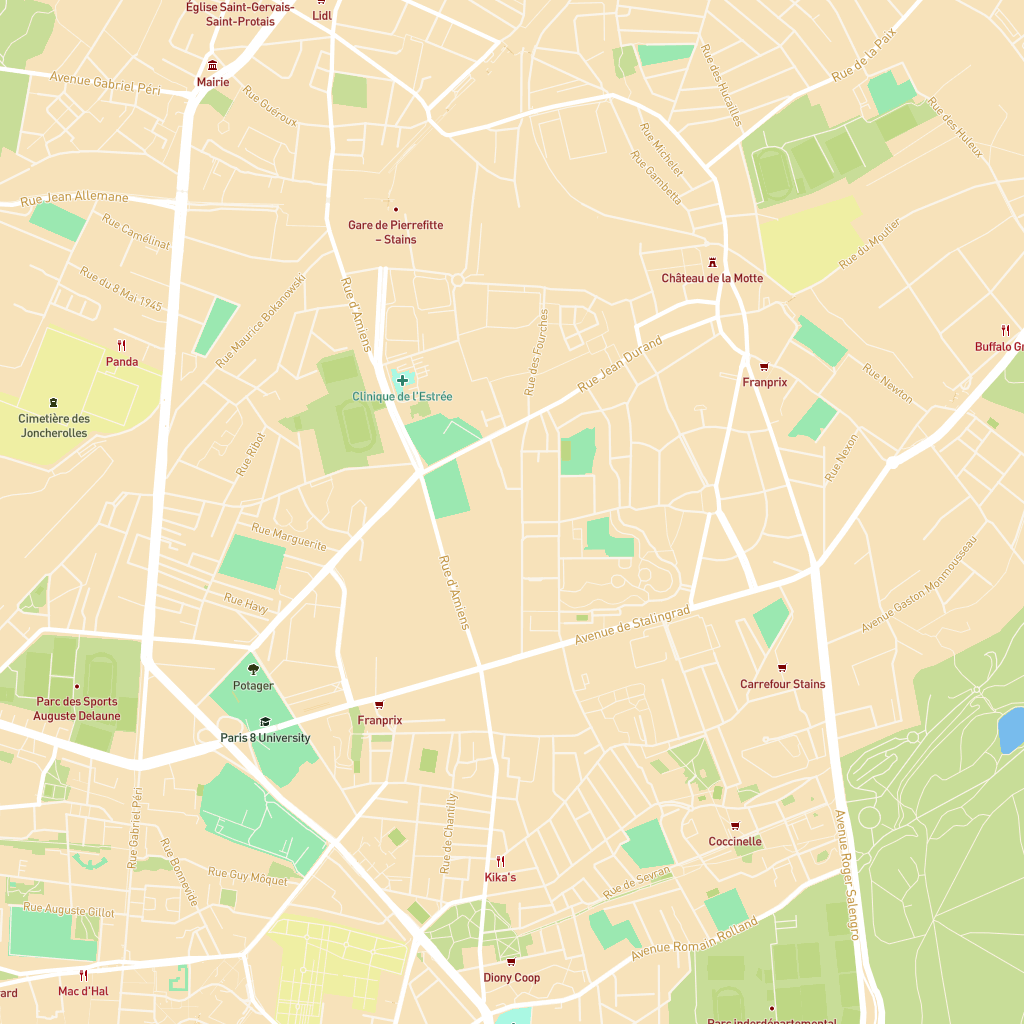 Église Saint-Gervais-
Saint-Protais
Lidl
Mairie
Avenue Gabriel Péri
Rue Guéroux
Rue des Hucailles
Rue de la Paix
Rue des Huleux
Rue Michelet
Rue Gambetta
Rue Jean Allemane
Rue Camélinat
Gare de Pierrefitte
– Stains
Rue du Moutier
Château de la Motte
Rue du 8 Mai 1945
Rue Maurice Bokanowski
Rue d'Amiens
Rue des Fourches
Rue Jean Durand
Buffalo Gr
Panda
Franprix
Rue Newton
Clinique de l'Estrée
Cimetière des
Joncherolles
Rue Ribot
Rue Nexon
Rue Marguerite
Rue Havy
Rue d'Amiens
Avenue de Stalingrad
Avenue Gaston Monmousseau
Potager
Carrefour Stains
Parc des Sports
Auguste Delaune
Franprix
Paris 8 University
Rue Gabriel Péri
Rue de Chantilly
Avenue Roger Salengro
Coccinelle
Rue Bonnevide
Rue Guy Môquet
Kika's
Rue de Sevran
Rue Auguste Gillot
Avenue Romain Rolland
Diony Coop
Mac d'Hal
ard
Parc inderdépartemental